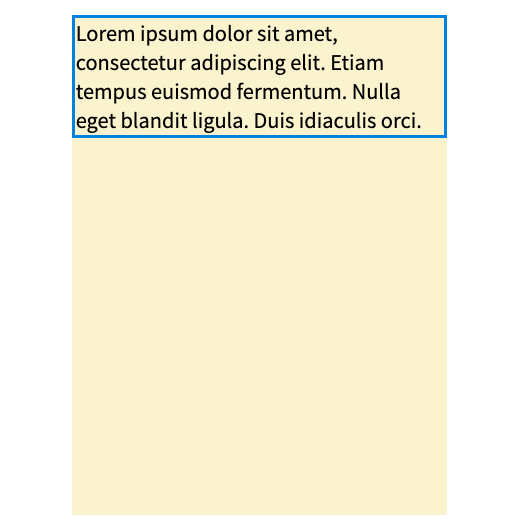 Lorem ipsum dolor sit amet,
consectetur adipiscing elit. Etiam
tempus euismod fermentum. Nulla
eget blandit ligula. Duis idiaculis orci.